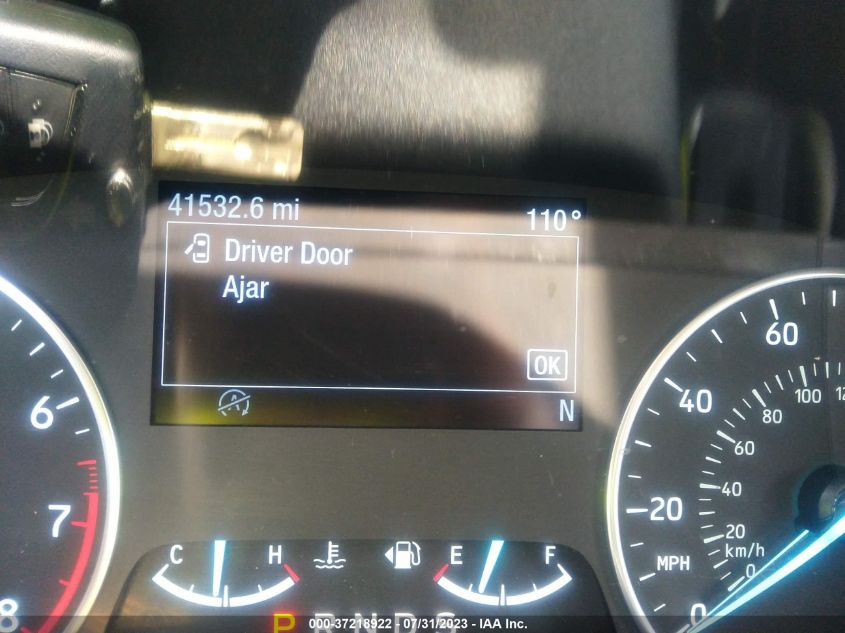 41532.6 mi 110°
Driver Door
Ajar
OK
N
6
7
8
C H
E F
P R N D S
60
40
20
0
MPH
100
80
60
40
20
0
km/h
000-37218922 - 07/31/2023 - IAA Inc.